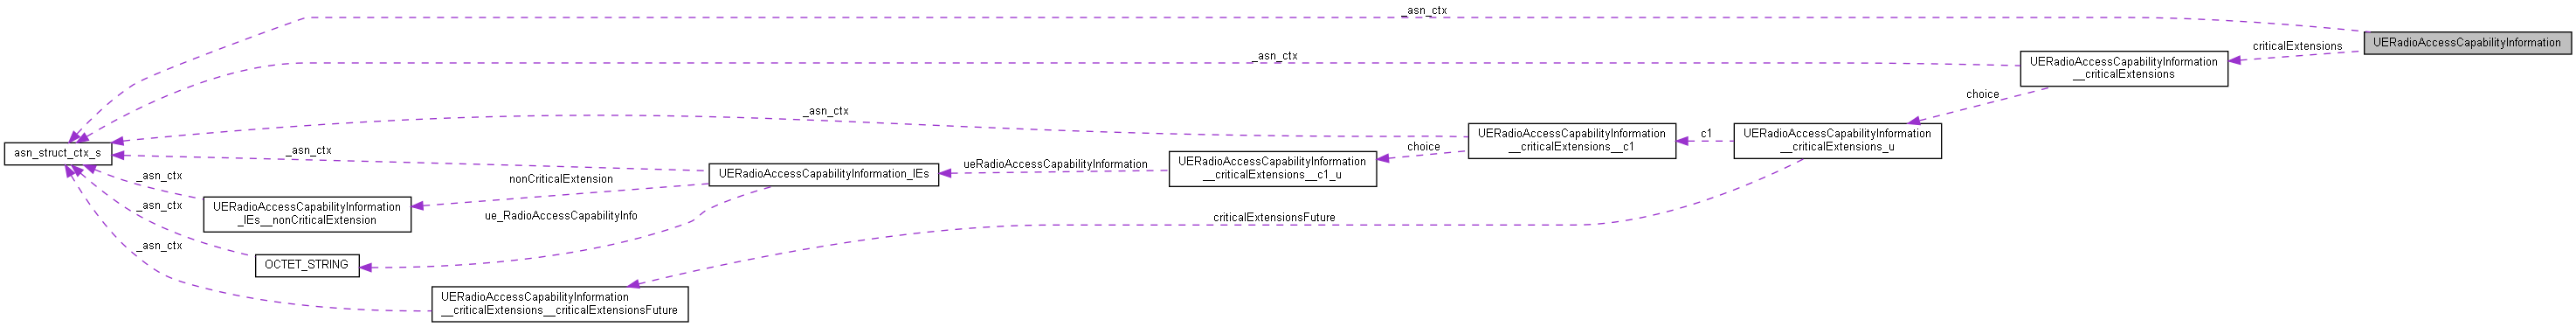 _asn_ctx
UERadioAccessCapabilityInformation
criticalExtensions
_asn_ctx
UERadioAccessCapabilityInformation
__criticalExtensions
choice
_asn_ctx
UERadioAccessCapabilityInformation
__criticalExtensions__c1
c1
UERadioAccessCapabilityInformation
__criticalExtensions_u
asn_struct_ctx_s
_asn_ctx
choice
ueRadioAccessCapabilityInformation
UERadioAccessCapabilityInformation
__criticalExtensions__c1_u
UERadioAccessCapabilityInformation_IEs
_asn_ctx
nonCriticalExtension
UERadioAccessCapabilityInformation
_IEs__nonCriticalExtension
_asn_ctx
ue_RadioAccessCapabilityInfo
criticalExtensionsFuture
_asn_ctx
OCTET_STRING
UERadioAccessCapabilityInformation
__criticalExtensions__criticalExtensionsFuture